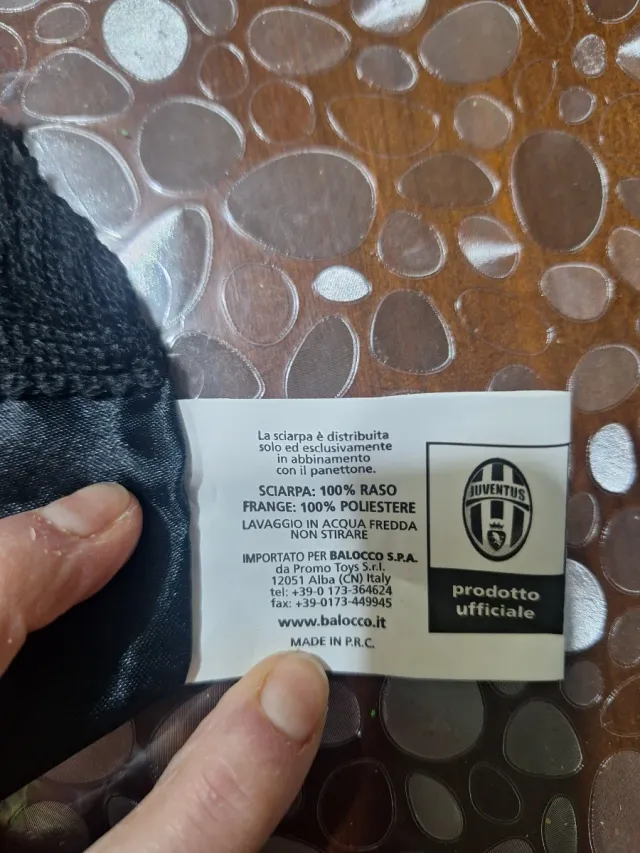 La sciarpa è distribuita
solo ed esclusivamente
in abbinamento
con il panettone.
SCIARPA: 100% RASO
FRANGE: 100% POLIESTERE
LAVAGGIO IN ACQUA FREDDA
NON STIRARE
IMPORTATO PER BALOCCO S.P.A.
da Promo Toys S.r.l.
12051 Alba (CN) Italy
tel: +39-0 173-364624
fax: +39-0173-449945
www.balocco.it
MADE IN P.R.C.
JUVENTUS
prodotto
ufficiale